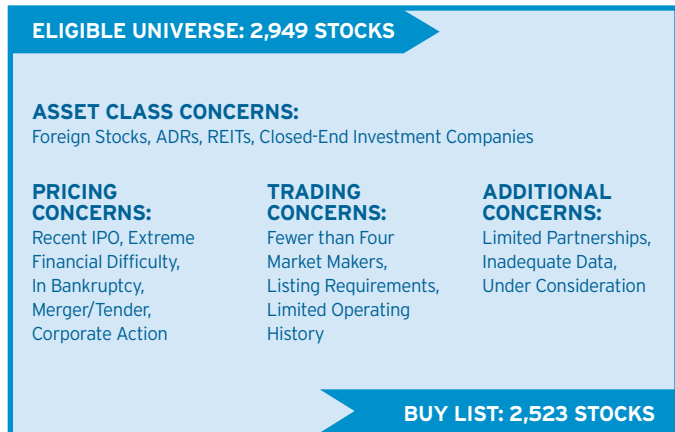 ELIGIBLE UNIVERSE: 2,949 STOCKS
ASSET CLASS CONCERNS:
Foreign Stocks, ADRs, REITs, Closed-End Investment Companies
PRICING
CONCERNS:
Recent IPO, Extreme
Financial Difficulty,
In Bankruptcy,
Merger/Tender,
Corporate Action
TRADING
CONCERNS:
Fewer than Four
Market Makers,
Listing Requirements,
Limited Operating
History
ADDITIONAL
CONCERNS:
Limited Partnerships,
Inadequate Data,
Under Consideration
BUY LIST: 2,523 STOCKS